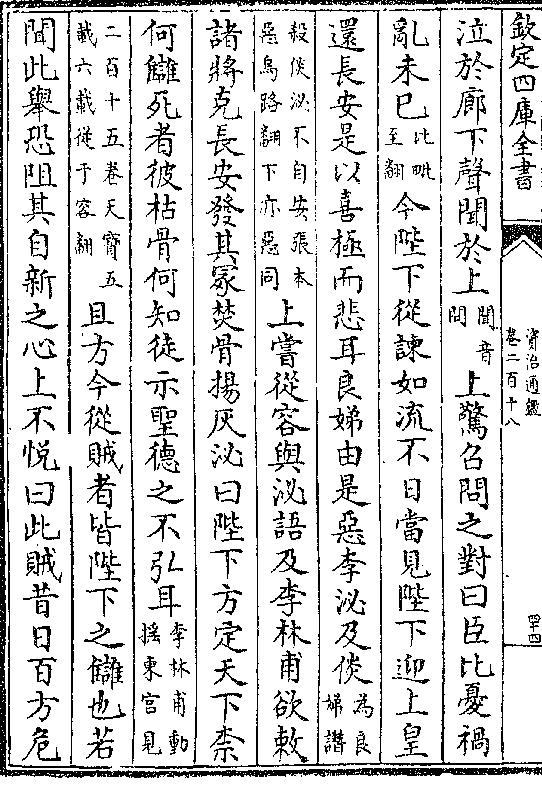 欽定四庫全書
資治通鑑
卷二百十八
四十四
泣於廊下聲聞於上聞音問上驚召問之對曰臣比憂禍
亂未已比毗至翻今陛下從諫如流不日當見陛下迎上皇
還長安是以喜極而悲耳良娣由是惡李泌及倓為良娣譖
殺倓泌不自安張本惡烏路翻下亦惡同上嘗從容與泌語及李林甫欲敕
諸將克長安發其冢焚骨揚灰泌曰陛下方定天下柰
何讎死者彼枯骨何知徒示聖德之不弘耳李林甫動揺東宮見
二百十五卷天寳五載六載從于容翻且方今從賊者皆陛下之讎也若
聞此舉恐阻其自新之心上不悅曰此賊昔日百方危